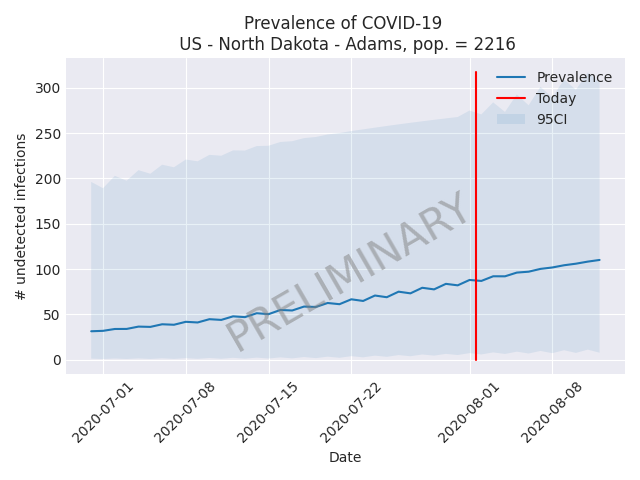 Prevalence of COVID-19
US - North Dakota - Adams, pop. = 2216
Prevalence
Today
95CI
300
250
200
150
100
50
0
# undetected infections
PRELIMINARY
2020-07-01
2020-07-08
2020-07-15
2020-07-22
2020-08-01
2020-08-08
Date